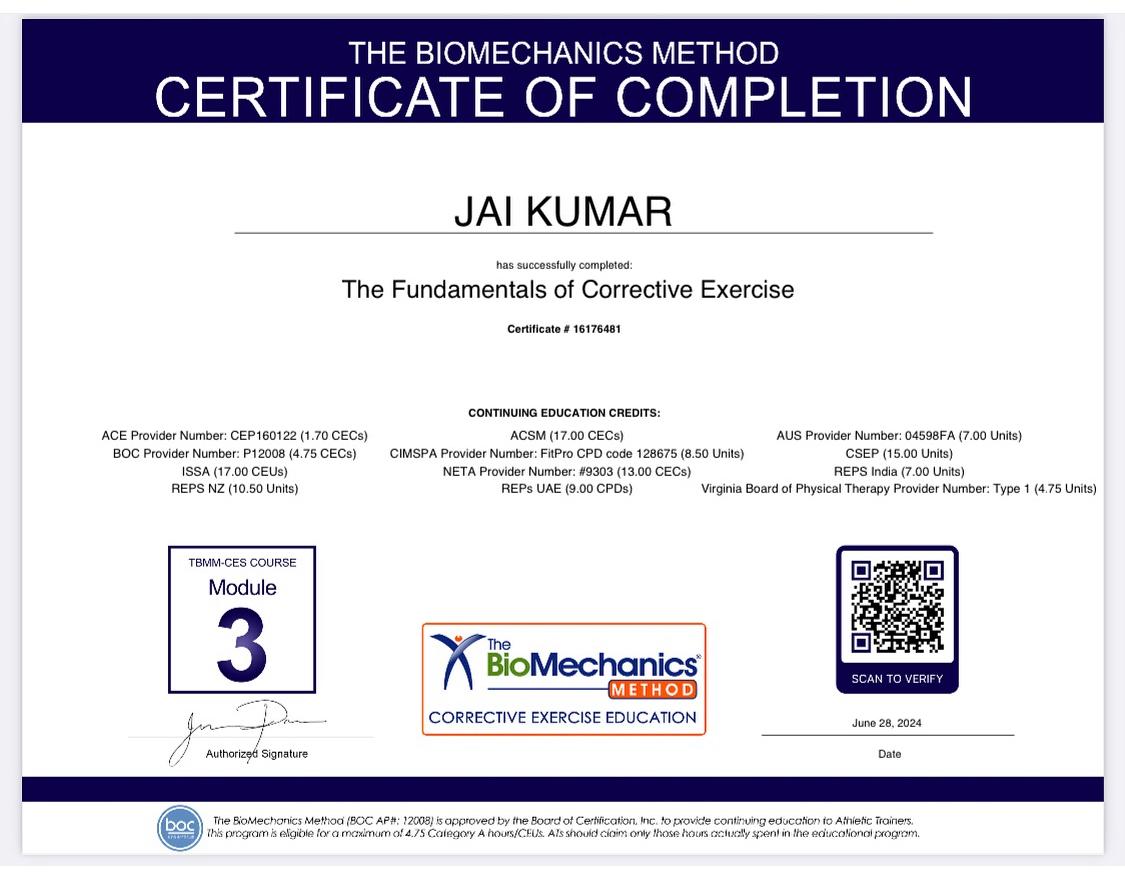 THE BIOMECHANICS METHOD
CERTIFICATE OF COMPLETION
JAI KUMAR
has successfully completed:
The Fundamentals of Corrective Exercise
Certificate # 16176481
CONTINUING EDUCATION CREDITS:
ACE Provider Number: CEP160122 (1.70 CECs)
BOC Provider Number: P12008 (4.75 CECs)
ISSA (17.00 CEUs)
REPS NZ (10.50 Units)
ACSM (17.00 CECs)
CIMSPA Provider Number: FitPro CPD code 128675 (8.50 Units)
NETA Provider Number: #9303 (13.00 CECs)
REPs UAE (9.00 CPDs)
AUS Provider Number: 04598FA (7.00 Units)
CSEP (15.00 Units)
REPS India (7.00 Units)
Virginia Board of Physical Therapy Provider Number: Type 1 (4.75 Units)
TBMM-CES COURSE
Module
3
Authorized Signature
The
BioMechanics®
METHOD
CORRECTIVE EXERCISE EDUCATION
SCAN TO VERIFY
June 28, 2024
Date
boc
The BioMechanics Method (BOC AP#: 12008) is approved by the Board of Certification, Inc. to provide continuing education to Athletic Trainers.
This program is eligible for a maximum of 4.75 Category A hours/CEUs. ATs should claim only those hours actually spent in the educational program.